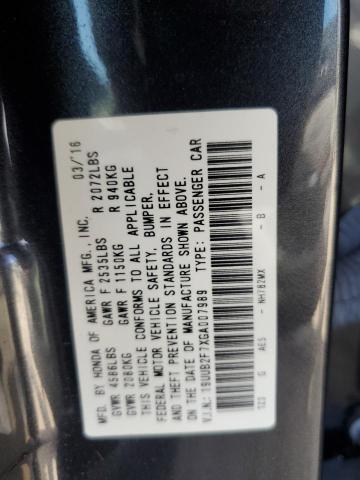 MFD. BY HONDA OF AMERICA MFG., INC. 03/16
GVWR 4586LBS GAWR F 2535LBS R 2072LBS
GVWR 2080KG GAWR F 1150KG R 940KG
THIS VEHICLE CONFORMS TO ALL APPLICABLE
FEDERAL MOTOR VEHICLE SAFETY, BUMPER,
AND THEFT PREVENTION STANDARDS IN EFFECT
ON THE DATE OF MANUFACTURE SHOWN ABOVE.
V.I.N.: 19UUB2F7XGA007989 TYPE: PASSENGER CAR
TZ3 G AE5 NH782MX - B - A